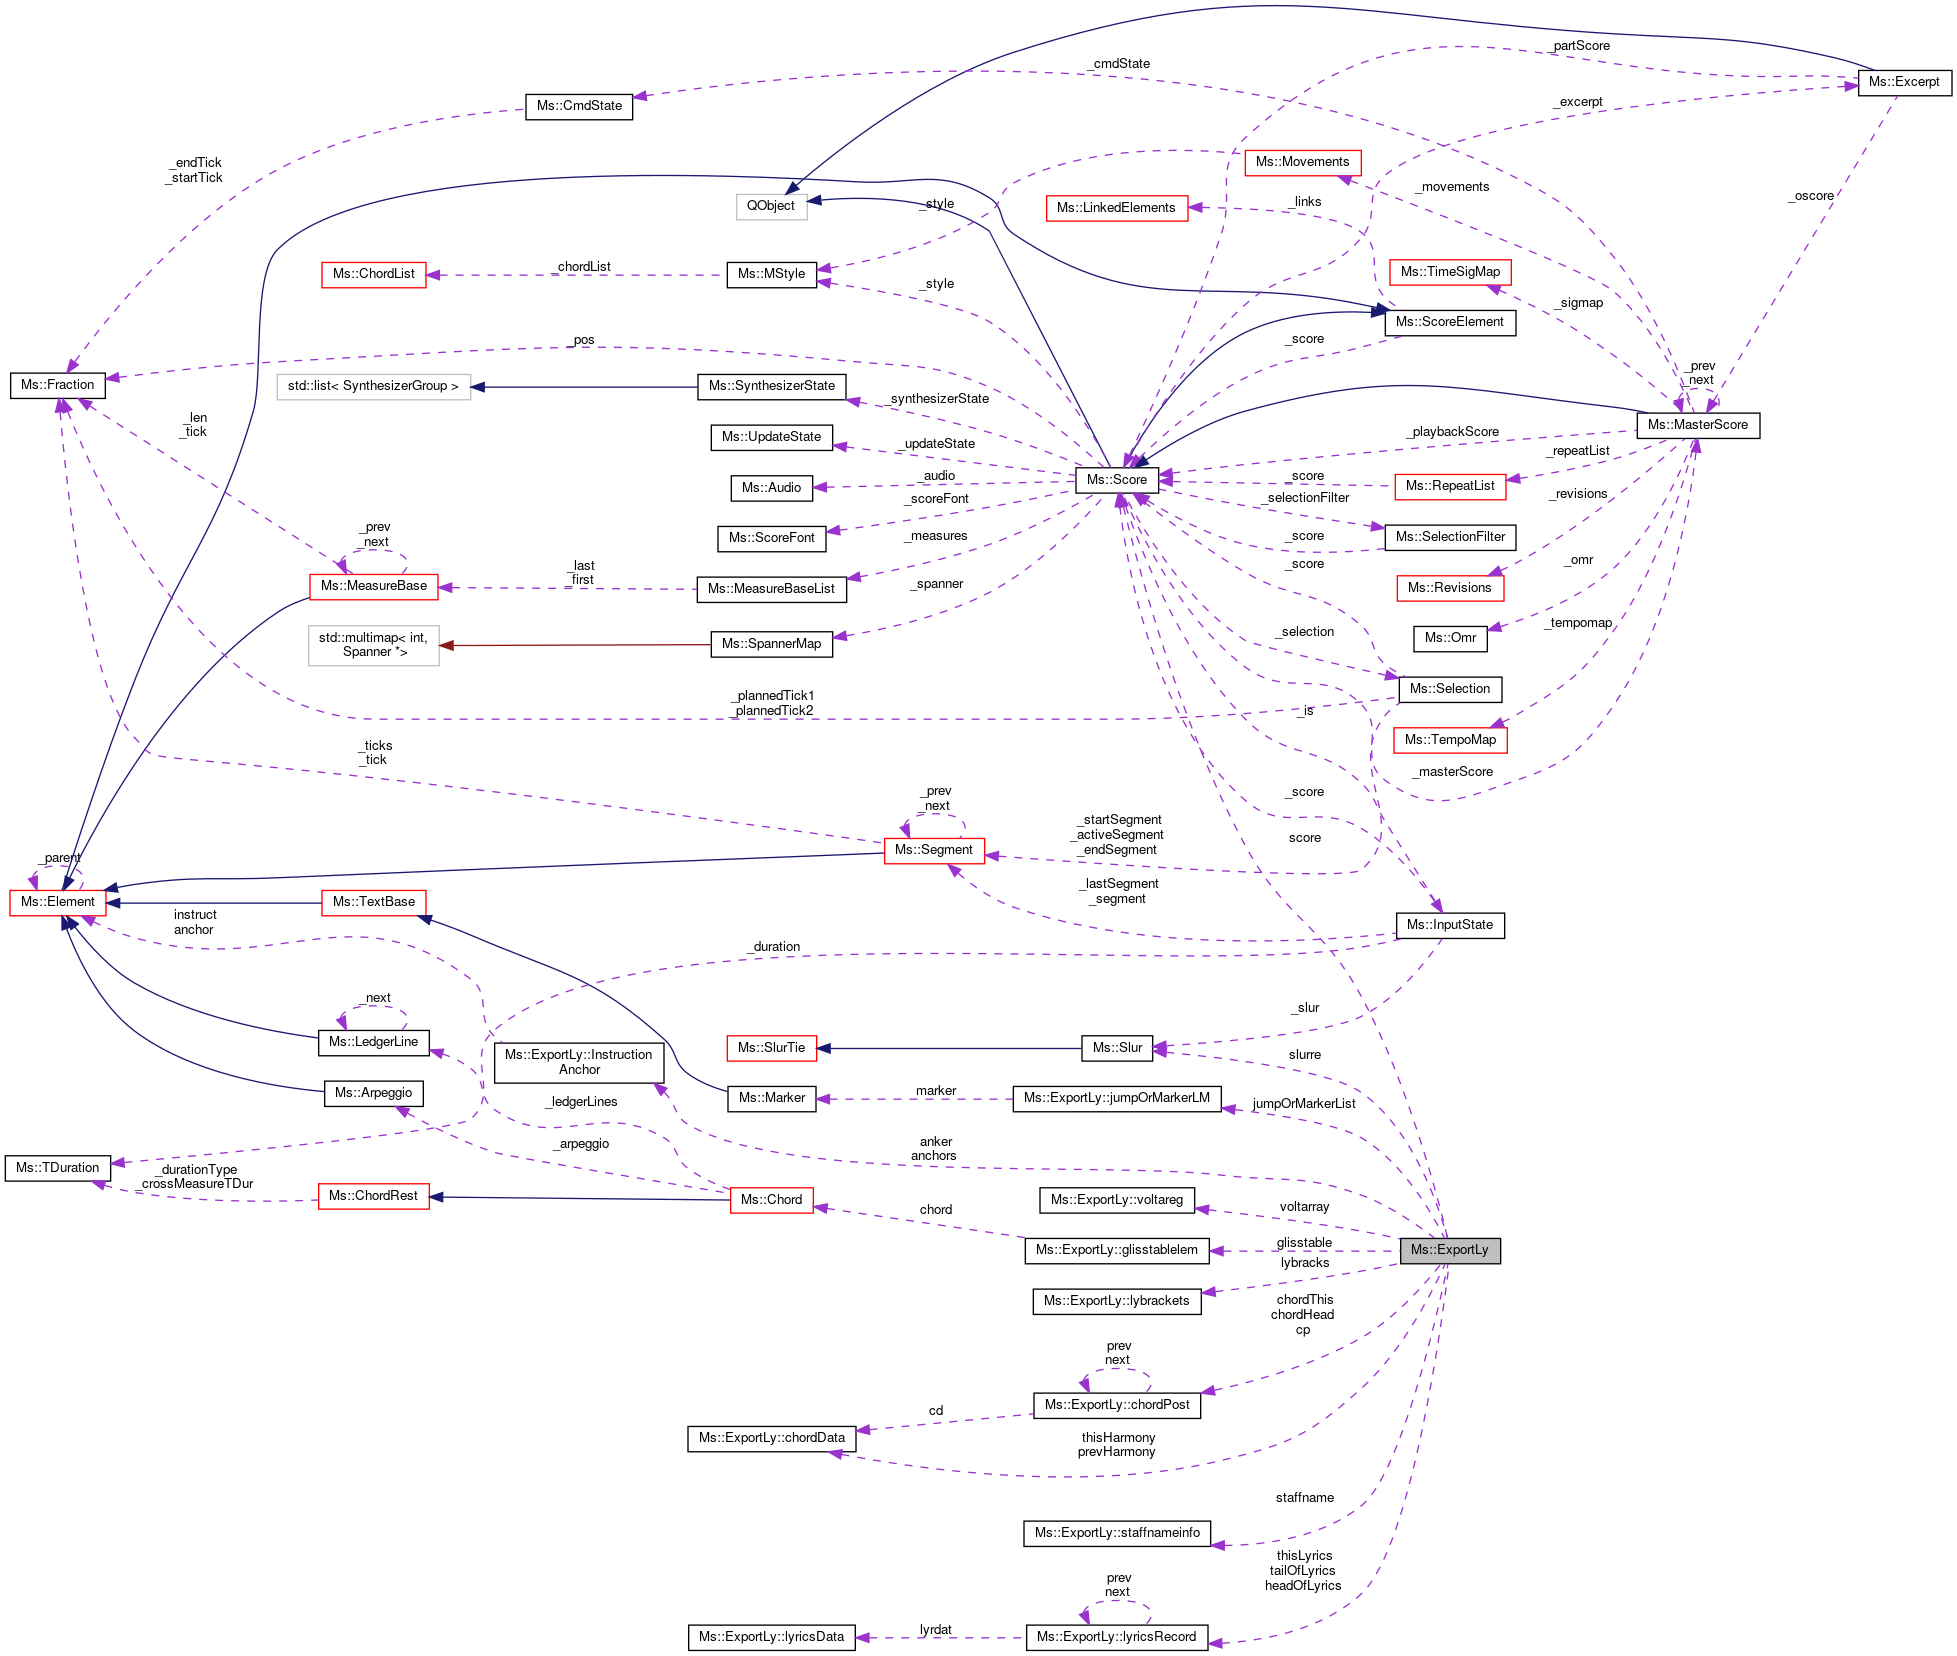 _partScore
_cmdState
Ms::Excerpt
_excerpt
Ms::CmdState
_endTick
_startTick
Ms::Movements
_movements
_oscore
QObject
_style
Ms::LinkedElements
_links
Ms::ChordList
_chordList
Ms::MStyle
_style
Ms::TimeSigMap
_sigmap
Ms::ScoreElement
_pos
_score
_prev
_next
Ms::Fraction
std::list< SynthesizerGroup >
Ms::SynthesizerState
_synthesizerState
_len
_tick
Ms::UpdateState
_updateState
_playbackScore
Ms::MasterScore
_repeatList
Ms::Audio
_audio
Ms::Score
_score
Ms::RepeatList
_scoreFont
_selectionFilter
_revisions
_prev
_next
Ms::ScoreFont
_measures
_score
Ms::SelectionFilter
_last
_first
_score
_omr
Ms::MeasureBase
Ms::MeasureBaseList
_spanner
Ms::Revisions
std::multimap< int,
Spanner *>
Ms::SpannerMap
_selection
Ms::Omr
_tempomap
_plannedTick1
_plannedTick2
_is
Ms::Selection
_ticks
_tick
Ms::TempoMap
_masterScore
_prev
_next
_score
_startSegment
_activeSegment
_endSegment
score
_parent
Ms::Segment
_lastSegment
_segment
Ms::Element
Ms::TextBase
instruct
anchor
Ms::InputState
_duration
_next
_slur
Ms::LedgerLine
Ms::ExportLy::Instruction
Anchor
Ms::SlurTie
Ms::Slur
slurre
Ms::Arpeggio
_ledgerLines
Ms::Marker
marker
Ms::ExportLy::jumpOrMarkerLM
jumpOrMarkerList
_arpeggio
anker
anchors
Ms::TDuration
_durationType
_crossMeasureTDur
Ms::ChordRest
Ms::Chord
chord
Ms::ExportLy::voltareg
voltarray
Ms::ExportLy::glisstablelem
glisstable
Ms::ExportLy
lybracks
Ms::ExportLy::lybrackets
chordThis
chordHead
cp
prev
next
Ms::ExportLy::chordPost
cd
Ms::ExportLy::chordData
thisHarmony
prevHarmony
staffname
Ms::ExportLy::staffnameinfo
thisLyrics
tailOfLyrics
headOfLyrics
prev
next
Ms::ExportLy::lyricsData
lyrdat
Ms::ExportLy::lyricsRecord